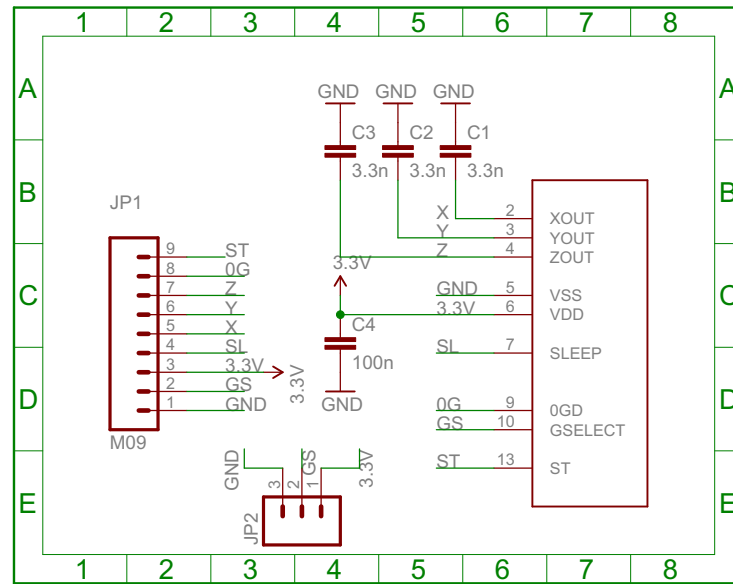 1 2 3 4 5 6 7 8
A A
GND GND GND
C3 C2 C1
3.3n 3.3n 3.3n
B B
JP1
X 2 XOUT
Y 3 YOUT
Z 4 ZOUT
9 ST
8 0G
7 Z
6 Y
5 X
4 SL
3 3.3V
2 GS
1 GND
M09
3.3V
3.3V
C C
GND 5 VSS
3.3V 6 VDD
C4
100n
GND
SL 7 SLEEP
D D
0G 9 0GD
GS 10 GSELECT
ST 13 ST
E E
GND GS 3.3V
3 2 1
JP2
1 2 3 4 5 6 7 8